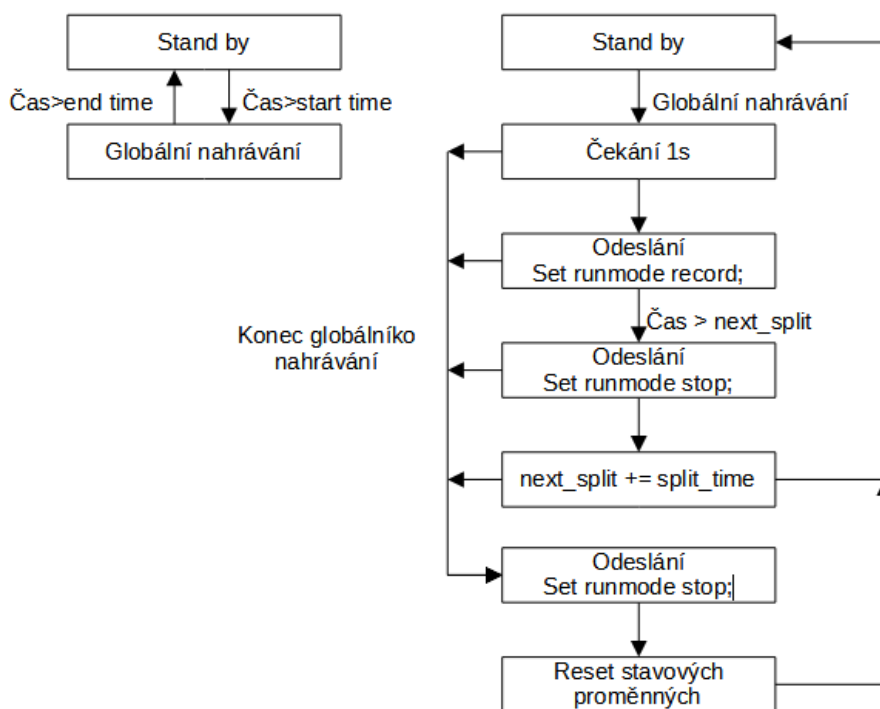 Stand by
Čas>end time
Čas>start time
Globální nahrávání
Stand by
Globální nahrávání
Čekání 1s
Odeslání
Set runmode record;
Čas > next_split
Konec globálníko
nahrávání
Odeslání
Set runmode stop;
next_split += split_time
Odeslání
Set runmode stop;
Reset stavových
proměnných